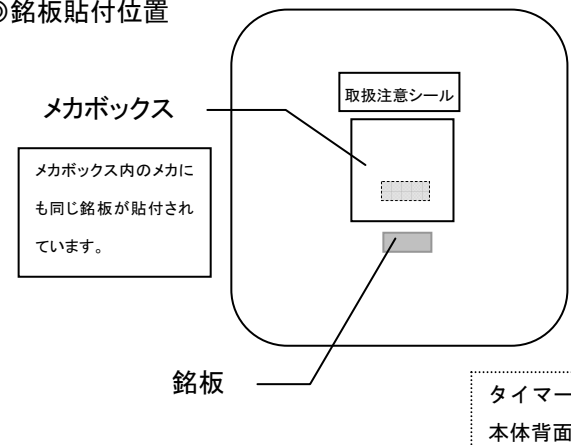 ◎銘板貼付位置
取扱注意シール
メカボックス
メカボックス内のメカに
も同じ銘板が貼付され
ています。
銘板
タイマー
本体背面